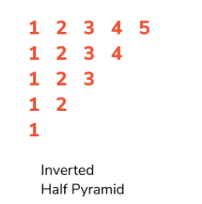 1 2 3 4 5
1 2 3 4
1 2 3
1 2
1
Inverted
Half Pyramid